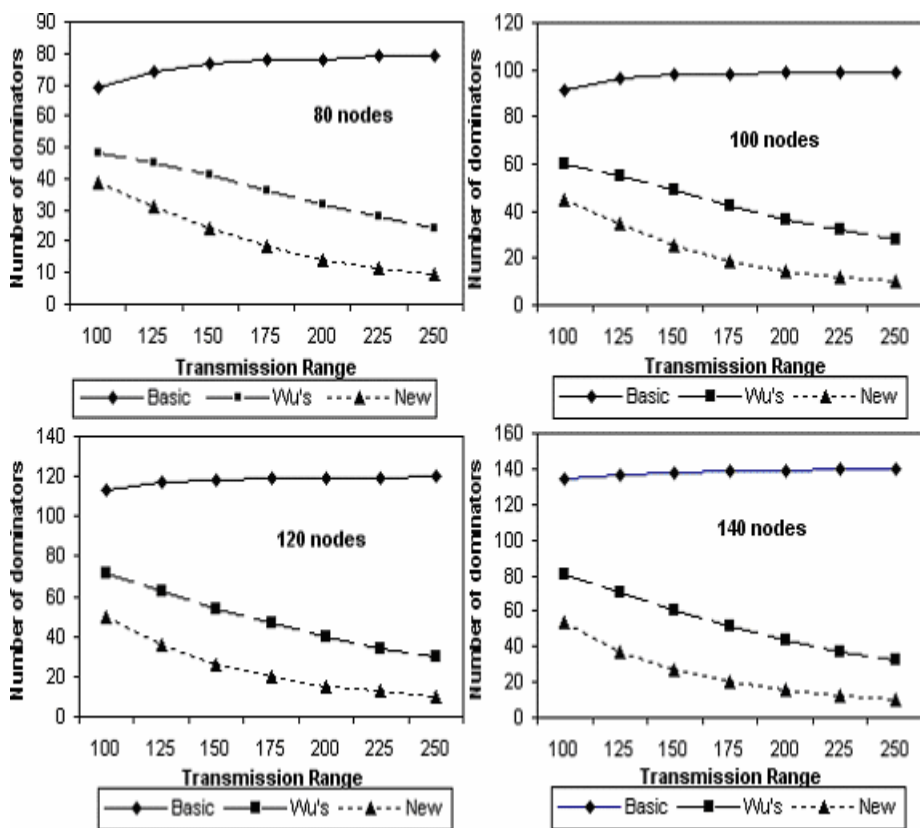 Number of dominators
90
80
70
60
50
40
30
20
10
0
80 nodes
100 125 150 175 200 225 250
Transmission Range
Basic Wu's New
Number of dominators
120
100
80
60
40
20
0
100 nodes
100 125 150 175 200 225 250
Transmission Range
Basic Wu's New
Number of dominators
140
120
100
80
60
40
20
0
120 nodes
100 125 150 175 200 225 250
Transmission Range
Basic Wu's New
Number of dominators
160
140
120
100
80
60
40
20
0
140 nodes
100 125 150 175 200 225 250
Transmission Range
Basic Wu's New